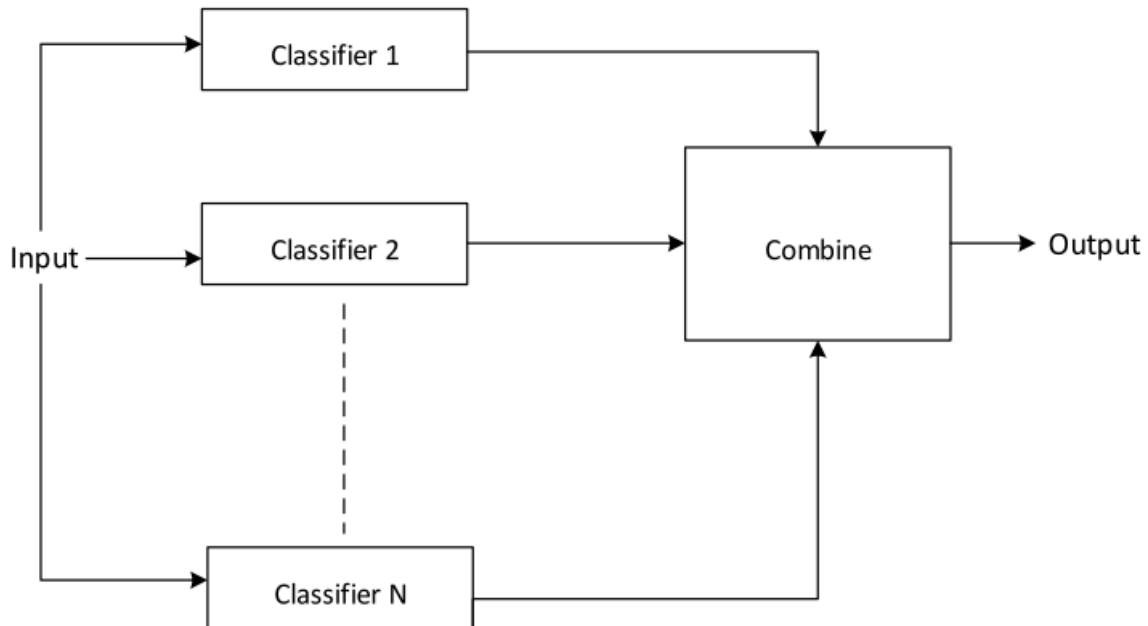 Classifier 1
Input
Classifier 2
Combine
Output
Classifier N